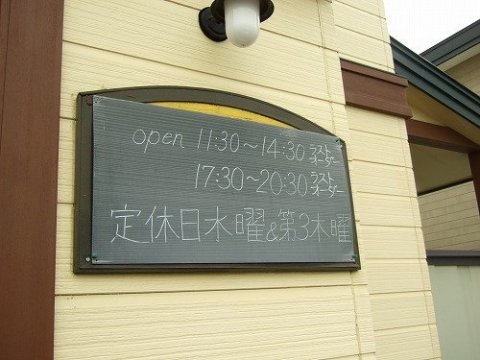 open 11:30〜14:30 ラストオーダー
17:30〜20:30 ラストオーダー
定休日水曜&第3木曜